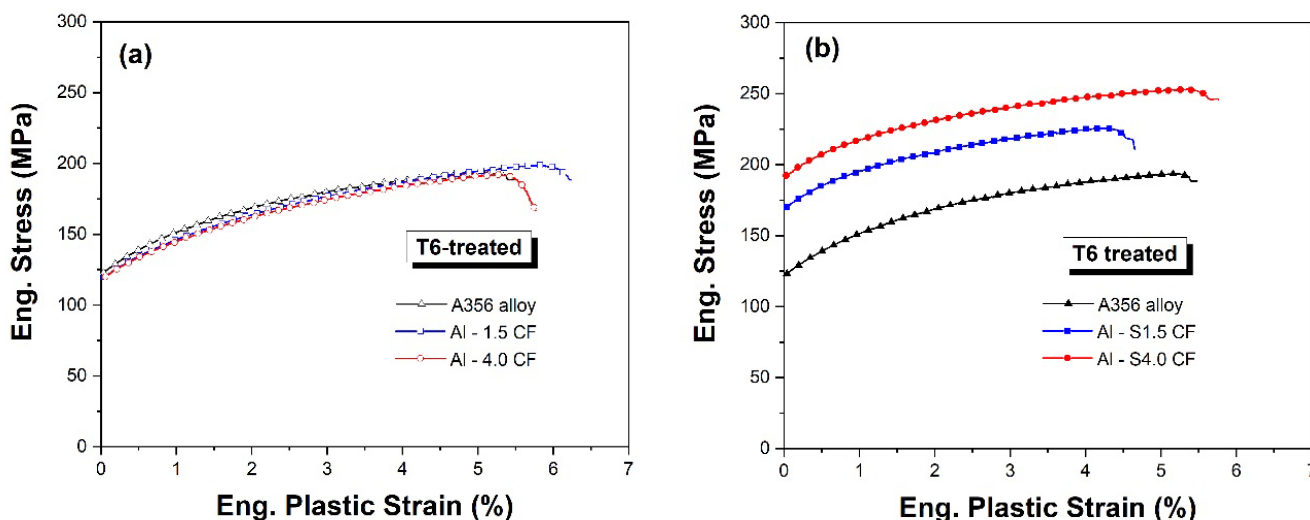 (a)
Eng. Stress (MPa)
300
250
200
150
100
50
0
T6-treated
A356 alloy
Al - 1.5 CF
Al - 4.0 CF
0 1 2 3 4 5 6 7
Eng. Plastic Strain (%)
(b)
Eng. Stress (MPa)
300
250
200
150
100
50
0
T6 treated
A356 alloy
Al - S1.5 CF
Al - S4.0 CF
0 1 2 3 4 5 6 7
Eng. Plastic Strain (%)